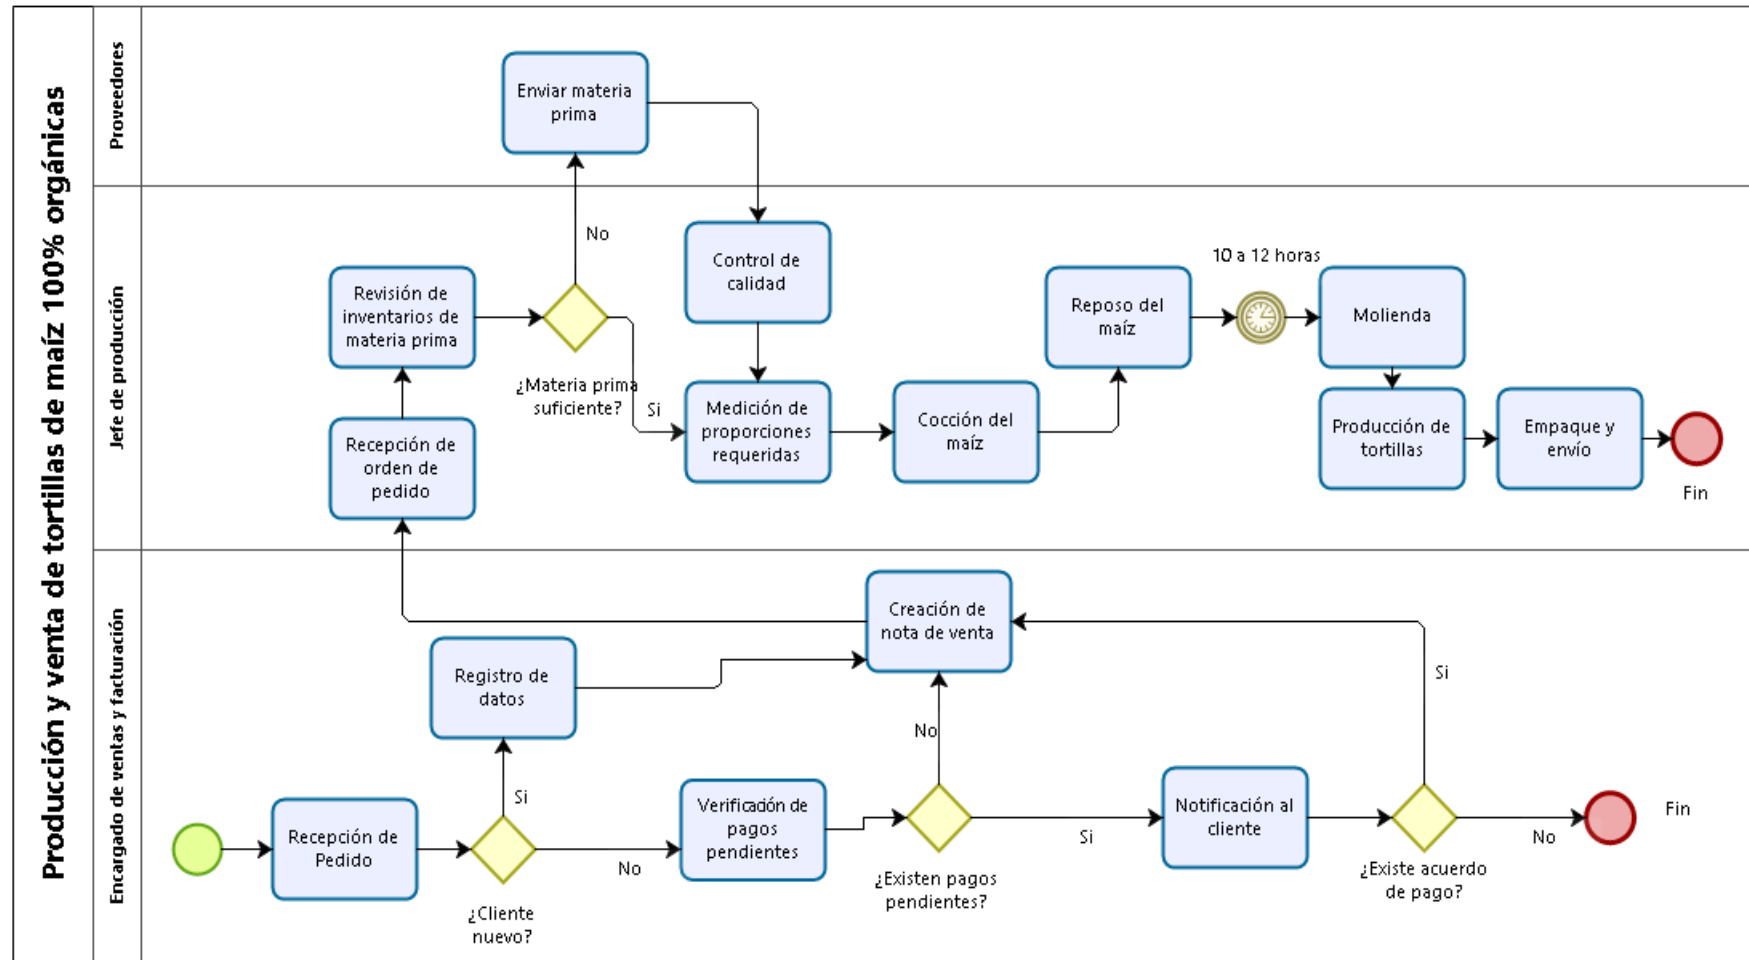 Producción y venta de tortillas de maíz 100% orgánicas
Proveedores
Enviar materia
prima
Jefe de producción
No
Control de
calidad
10 a 12 horas
Revisión de
inventarios de
materia prima
Reposo del
maíz
Molienda
¿Materia prima
suficiente?
Si
Medición de
proporciones
requeridas
Cocción del
maíz
Producción de
tortillas
Empaque y
envío
Recepción de
orden de
pedido
Fin
Encargado de ventas y facturación
Creación de
nota de venta
Registro de
datos
Si
No
Si
Recepción de
Pedido
Verificación de
pagos
pendientes
Notificación al
cliente
Fin
No
Si
No
¿Cliente
nuevo?
¿Existen pagos
pendientes?
¿Existe acuerdo
de pago?